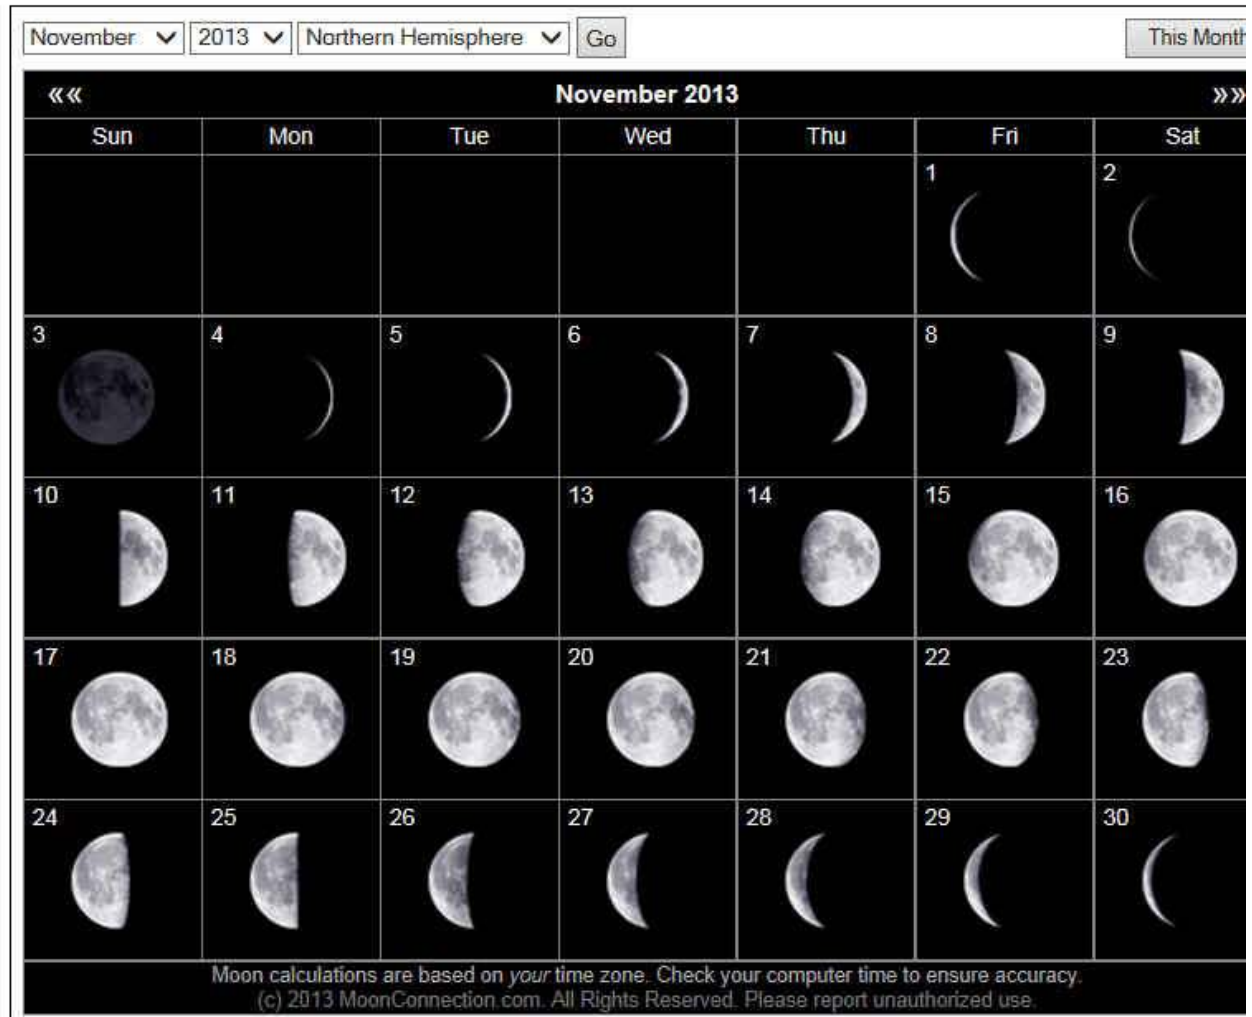 November 2013 Northern Hemisphere Go This Month
«« November 2013 »»
Sun Mon Tue Wed Thu Fri Sat
1 2
3 4 5 6 7 8 9
10 11 12 13 14 15 16
17 18 19 20 21 22 23
24 25 26 27 28 29 30
Moon calculations are based on your time zone. Check your computer time to ensure accuracy.
(c) 2013 MoonConnection.com. All Rights Reserved. Please report unauthorized use.